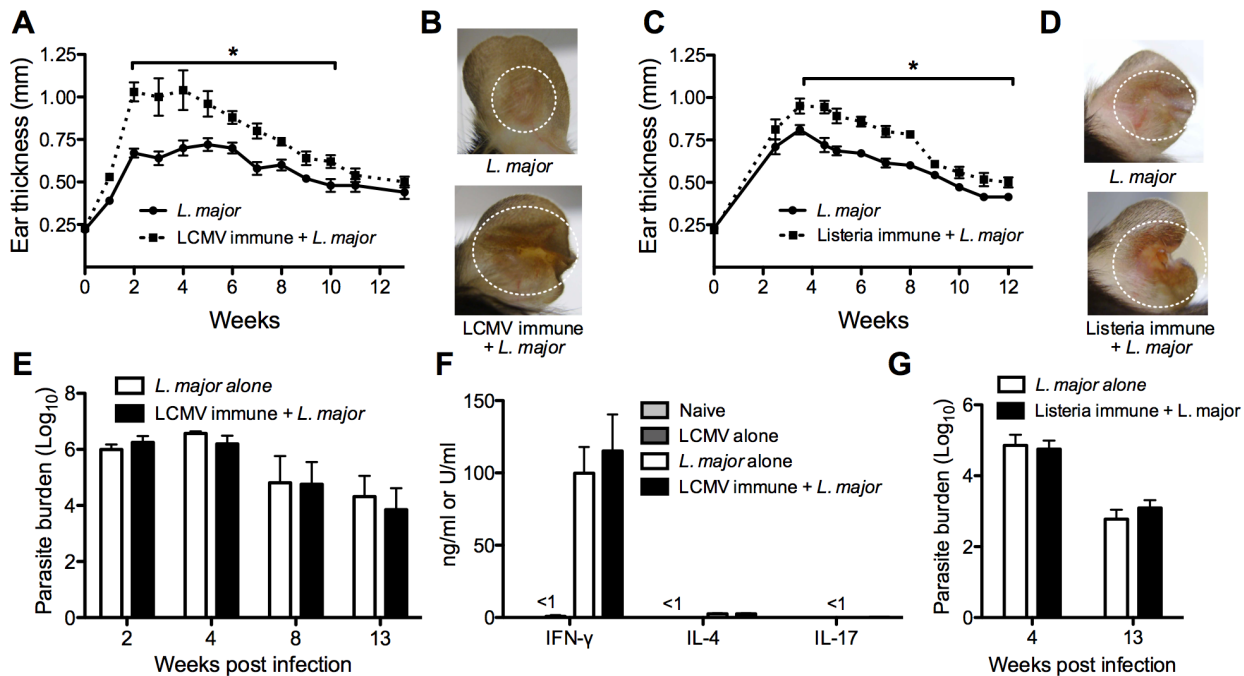 A
Ear thickness (mm)
1.25
1.00
0.75
0.50
0.25
*
L. major
LCMV immune + L. major
0 2 4 6 8 10 12
Weeks
B
L. major
LCMV immune
+ L. major
C
Ear thickness (mm)
1.25
1.00
0.75
0.50
0.25
*
L. major
Listeria immune + L. major
0 2 4 6 8 10 12
Weeks
D
L. major
Listeria immune
+ L. major
E
Parasite burden (Log10)
8
6
4
2
0
L. major alone
LCMV immune + L. major
2 4 8 13
Weeks post infection
F
ng/ml or U/ml
150
100
50
0
Naive
LCMV alone
L. major alone
LCMV immune + L. major
<1 <1 <1
IFN-γ IL-4 IL-17
G
Parasite burden (Log10)
6
4
2
0
L. major alone
Listeria immune + L. major
4 13
Weeks post infection